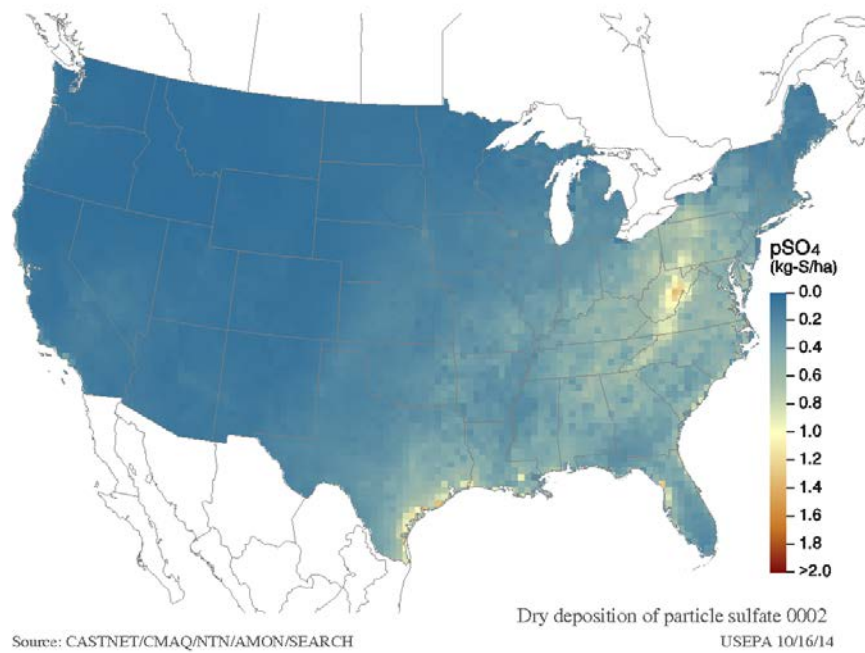 pSO₄
(kg-S/ha)
0.0
0.2
0.4
0.6
0.8
1.0
1.2
1.4
1.6
1.8
>2.0
Dry deposition of particle sulfate 0002
Source: CASTNET/CMAQ/NTN/AMON/SEARCH
USEPA 10/16/14